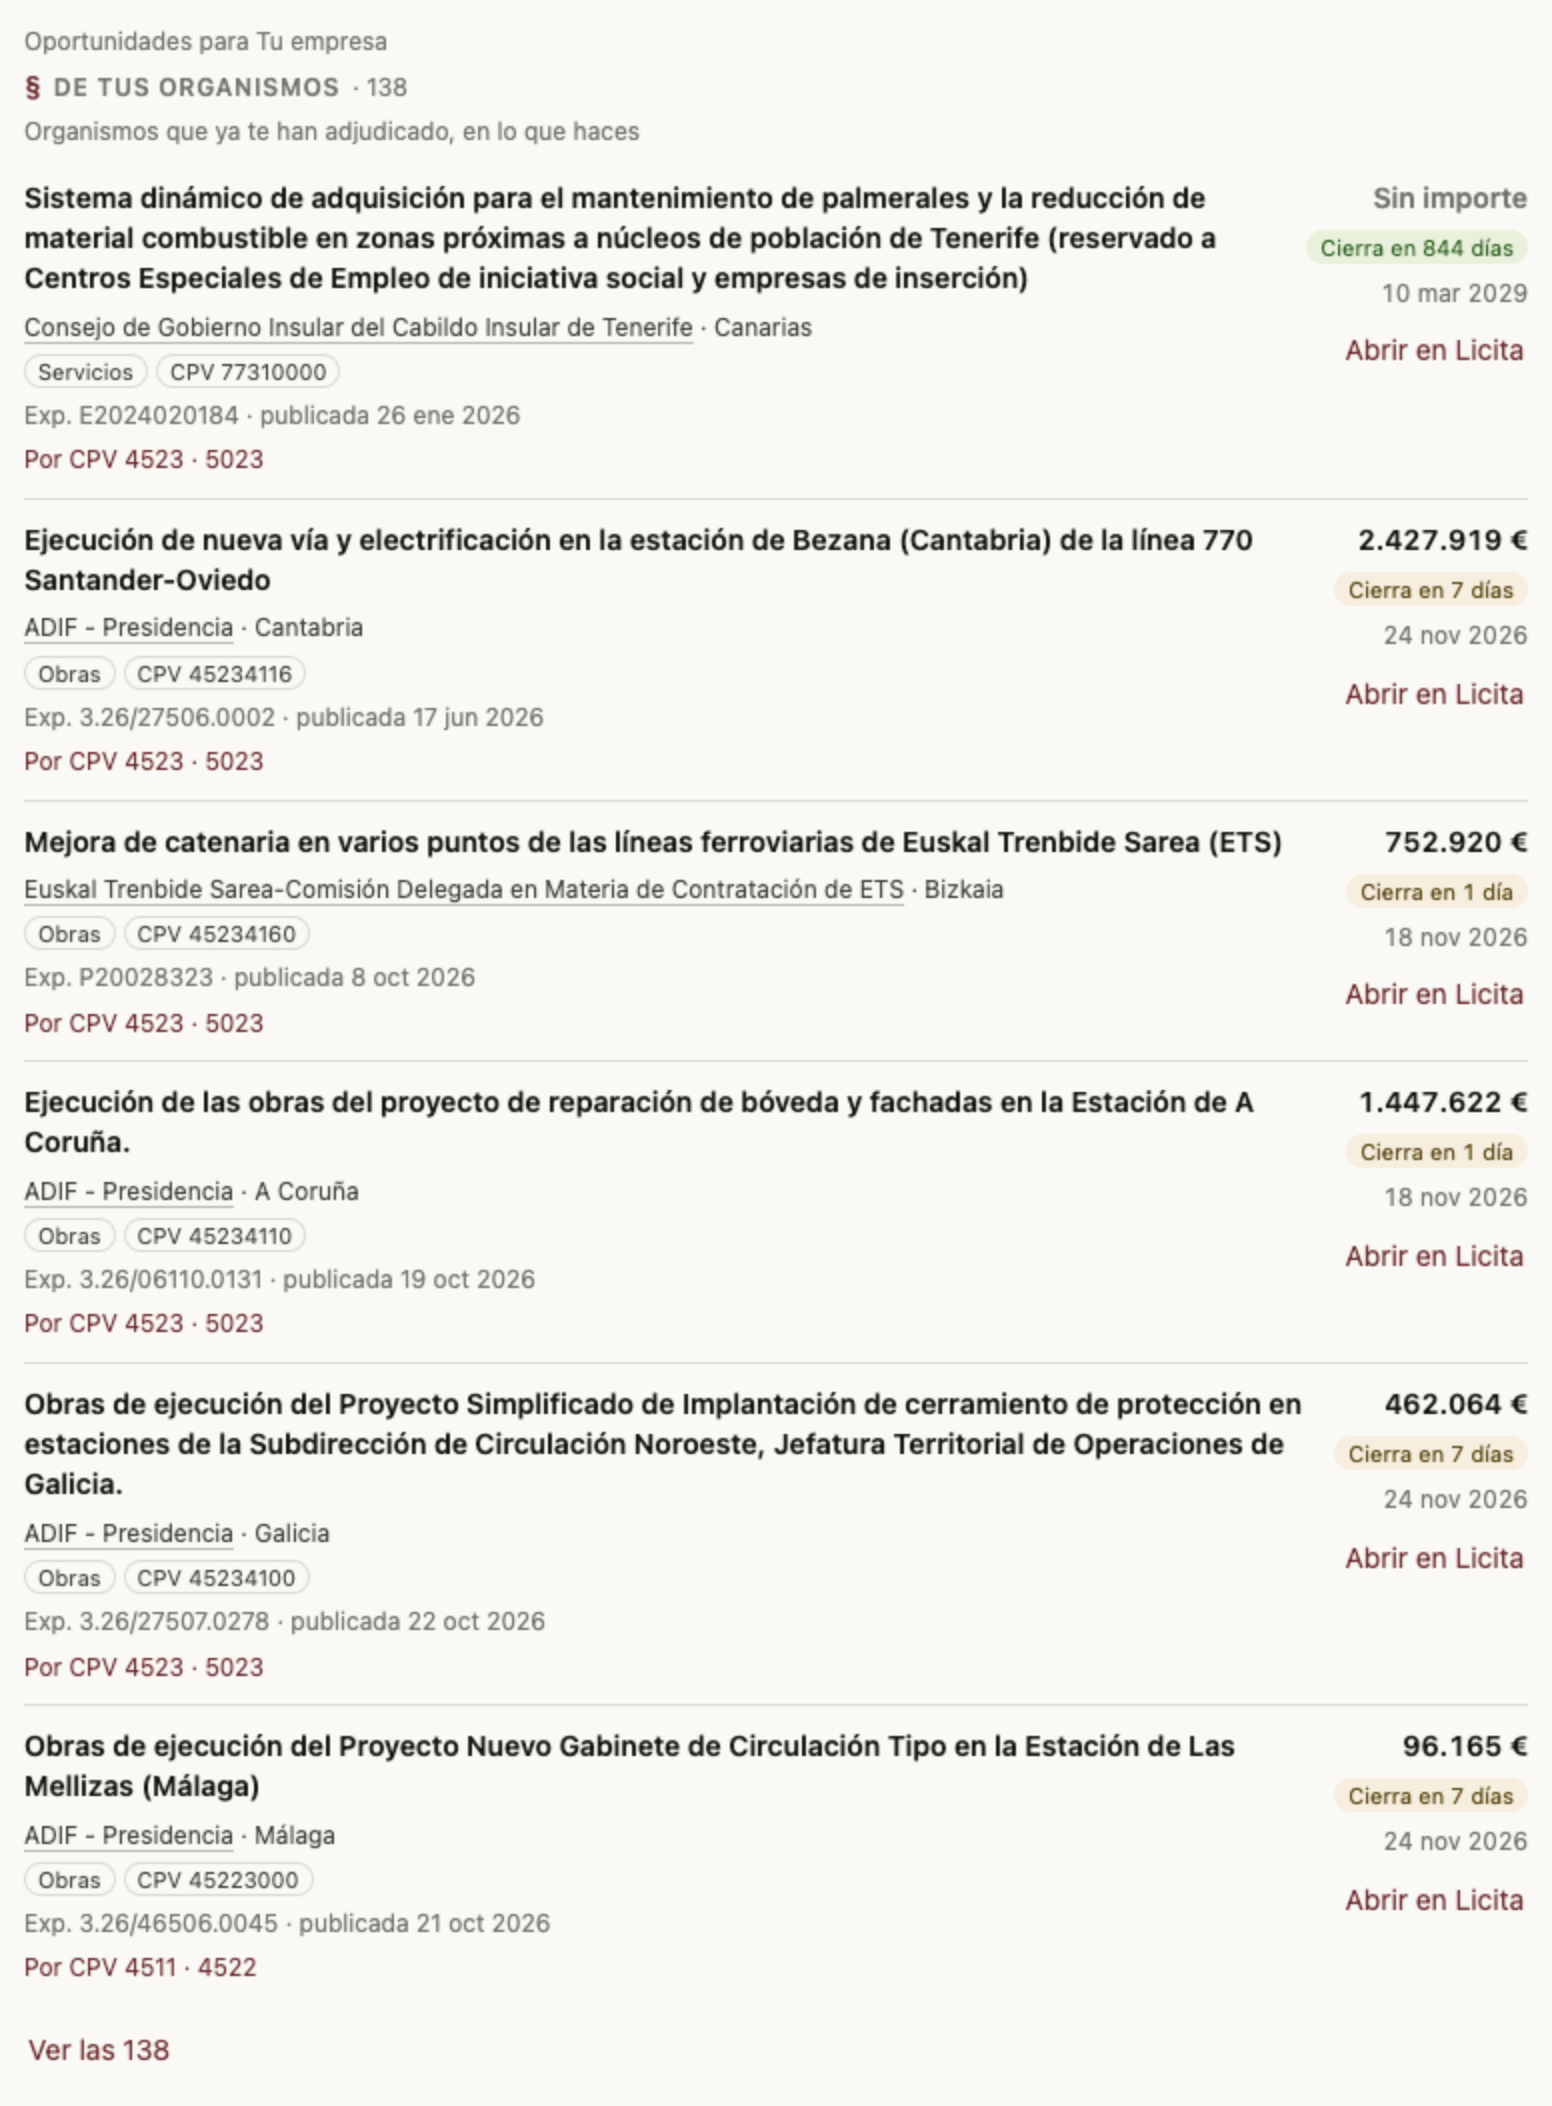 Oportunidades para Tu empresa
§ DE TUS ORGANISMOS · 138
Organismos que ya te han adjudicado, en lo que haces
Sistema dinámico de adquisición para el mantenimiento de palmerales y la reducción de
material combustible en zonas próximas a núcleos de población de Tenerife (reservado a
Centros Especiales de Empleo de iniciativa social y empresas de inserción)
Consejo de Gobierno Insular del Cabildo Insular de Tenerife · Canarias
Servicios CPV 77310000
Exp. E2024020184 · publicada 26 ene 2026
Por CPV 4523 · 5023
Sin importe
Cierra en 844 días
10 mar 2029
Abrir en Licita
Ejecución de nueva vía y electrificación en la estación de Bezana (Cantabria) de la línea 770
Santander-Oviedo
ADIF - Presidencia · Cantabria
Obras CPV 45234116
Exp. 3.26/27506.0002 · publicada 17 jun 2026
Por CPV 4523 · 5023
2.427.919 €
Cierra en 7 días
24 nov 2026
Abrir en Licita
Mejora de catenaria en varios puntos de las líneas ferroviarias de Euskal Trenbide Sarea (ETS)
Euskal Trenbide Sarea-Comisión Delegada en Materia de Contratación de ETS · Bizkaia
Obras CPV 45234160
Exp. P20028323 · publicada 8 oct 2026
Por CPV 4523 · 5023
752.920 €
Cierra en 1 día
18 nov 2026
Abrir en Licita
Ejecución de las obras del proyecto de reparación de bóveda y fachadas en la Estación de A
Coruña.
ADIF - Presidencia · A Coruña
Obras CPV 45234110
Exp. 3.26/06110.0131 · publicada 19 oct 2026
Por CPV 4523 · 5023
1.447.622 €
Cierra en 1 día
18 nov 2026
Abrir en Licita
Obras de ejecución del Proyecto Simplificado de Implantación de cerramiento de protección en
estaciones de la Subdirección de Circulación Noroeste, Jefatura Territorial de Operaciones de
Galicia.
ADIF - Presidencia · Galicia
Obras CPV 45234100
Exp. 3.26/27507.0278 · publicada 22 oct 2026
Por CPV 4523 · 5023
462.064 €
Cierra en 7 días
24 nov 2026
Abrir en Licita
Obras de ejecución del Proyecto Nuevo Gabinete de Circulación Tipo en la Estación de Las
Mellizas (Málaga)
ADIF - Presidencia · Málaga
Obras CPV 45223000
Exp. 3.26/46506.0045 · publicada 21 oct 2026
Por CPV 4511 · 4522
96.165 €
Cierra en 7 días
24 nov 2026
Abrir en Licita
Ver las 138